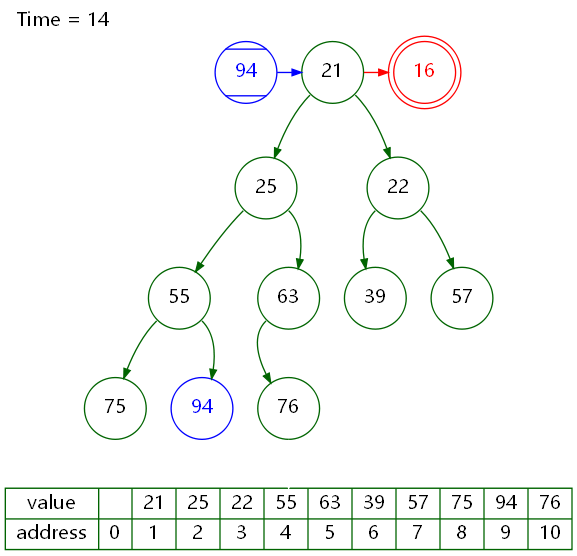 Time = 14
94 21 16
25 22
55 63 39 57
75 94 76
value 21 25 22 55 63 39 57 75 94 76
address 0 1 2 3 4 5 6 7 8 9 10